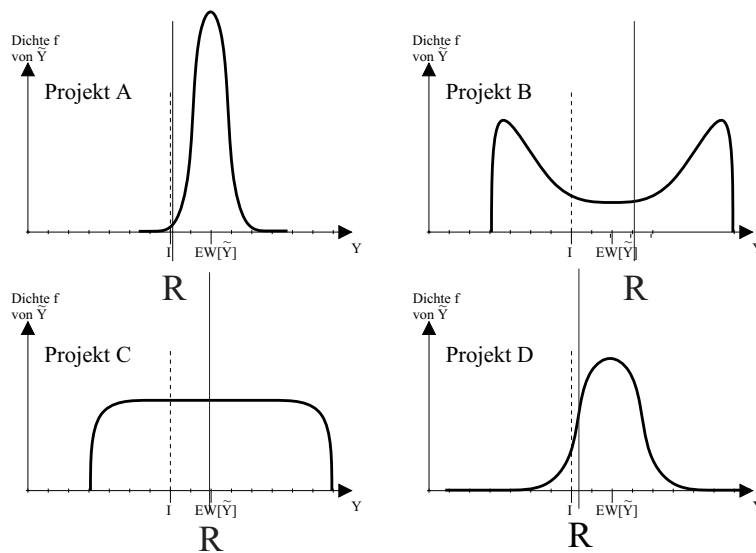 Dichte f
von Ỹ
Projekt A
I
EW[Ỹ]
Y
R
Dichte f
von Ỹ
Projekt B
I
EW[Ỹ]
Y
R
Dichte f
von Ỹ
Projekt C
I
EW[Ỹ]
Y
R
Dichte f
von Ỹ
Projekt D
I
EW[Ỹ]
Y
R